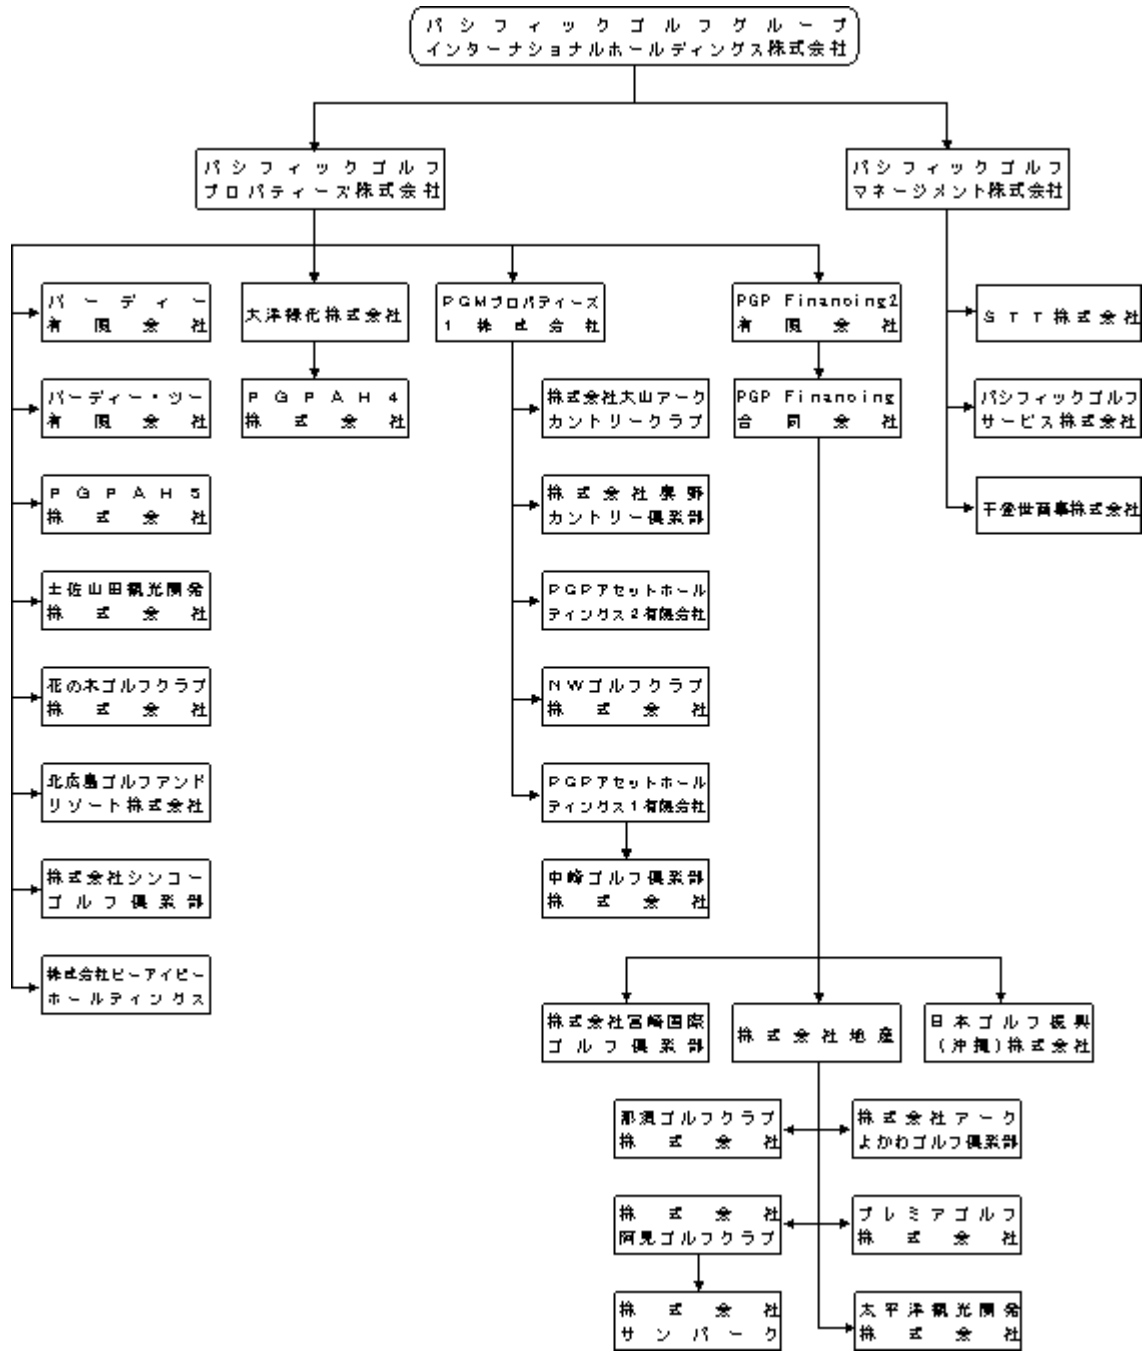 パシフィックゴルフグループ
インターナショナルホールディングス株式会社
パシフィックゴルフ
プロパティーズ株式会社
パシフィックゴルフ
マネージメント株式会社
バーディー
有限会社
大洋緑化株式会社
PGMプロパティーズ
1株式会社
PGP Financing2
有限会社
STT株式会社
バーディー・ツー
有限会社
PGPAH4
株式会社
株式会社大山アーク
カントリークラブ
PGP Financing
合同会社
パシフィックゴルフ
サービス株式会社
PGPAH5
株式会社
株式会社
カントリー倶楽部
千登世商事株式会社
土佐山田観光開発
株式会社
PGPアセットホール
ディングス2有限会社
花の木ゴルフクラブ
株式会社
NWゴルフクラブ
株式会社
北広島ゴルフアンド
リゾート株式会社
PGPアセットホール
ディングス1有限会社
株式会社シンコー
ゴルフ倶楽部
中峰ゴルフ倶楽部
株式会社
株式会社ピーアイピー
ホールディングス
株式会社宮崎国際
ゴルフ倶楽部
株式会社地産
日本ゴルフ振興
(沖縄)株式会社
那須ゴルフクラブ
株式会社
株式会社アーク
よかわゴルフ倶楽部
株式会社
阿見ゴルフクラブ
プレミアゴルフ
株式会社
株式会社
サンパーク
太平洋観光開発
株式会社